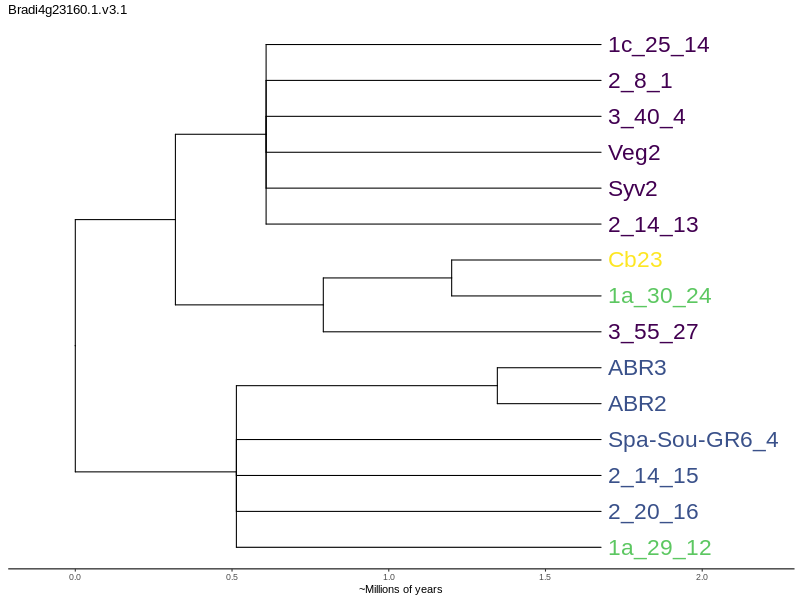 Bradi4g23160.1.v3.1
1c_25_14
2_8_1
3_40_4
Veg2
Syv2
2_14_13
Cb23
1a_30_24
3_55_27
ABR3
ABR2
Spa-Sou-GR6_4
2_14_15
2_20_16
1a_29_12
0.0 0.5 1.0 1.5 2.0
~Millions of years